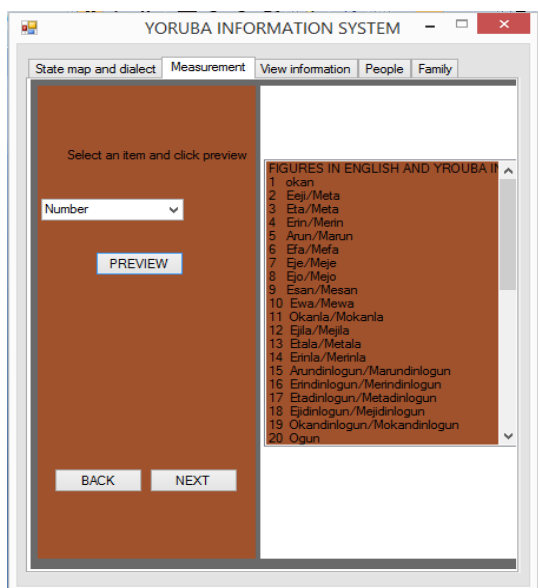 YORUBA INFORMATION SYSTEM
State map and dialect Measurement View information People Family
Select an item and click preview
Number
PREVIEW
BACK NEXT
FIGURES IN ENGLISH AND YROUBA IN
1 okan
2 Eeji/Meta
3 Eta/Meta
4 Erin/Merin
5 Arun/Marun
6 Efa/Mefa
7 Eje/Meje
8 Ejo/Mejo
9 Esan/Mesan
10 Ewa/Mewa
11 Okanla/Mokanla
12 Ejila/Mejila
13 Etala/Metala
14 Erinla/Merinla
15 Arundinlogun/Marundinlogun
16 Erindinlogun/Merindinlogun
17 Etadinlogun/Metadinlogun
18 Ejidinlogun/Mejidinlogun
19 Okandinlogun/Mokandinlogun
20 Ogun